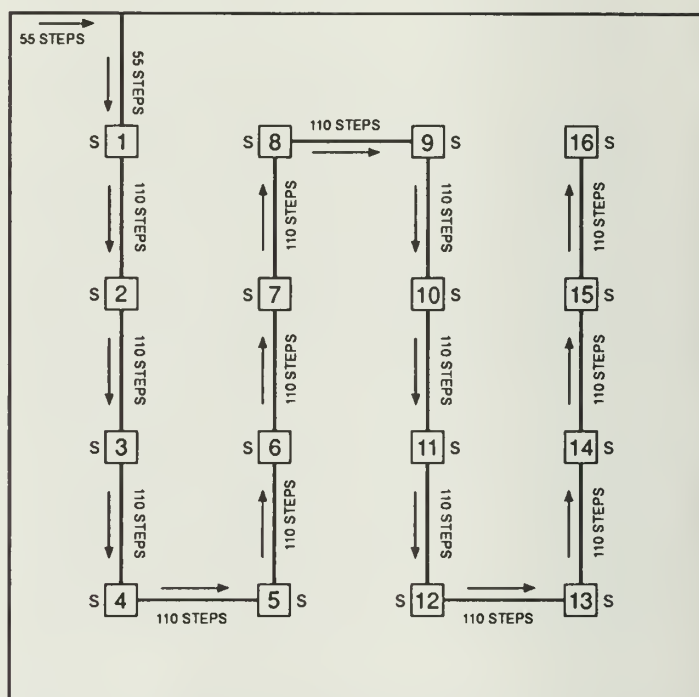 55 STEPS
55 STEPS
110 STEPS
S 1
S 8
9 S
16 S
110 STEPS
110 STEPS
110 STEPS
110 STEPS
S 2
S 7
10 S
15 S
110 STEPS
110 STEPS
110 STEPS
110 STEPS
S 3
6 S
11 S
14 S
110 STEPS
110 STEPS
110 STEPS
110 STEPS
S 4
5 S
S 12
13 S
110 STEPS
110 STEPS